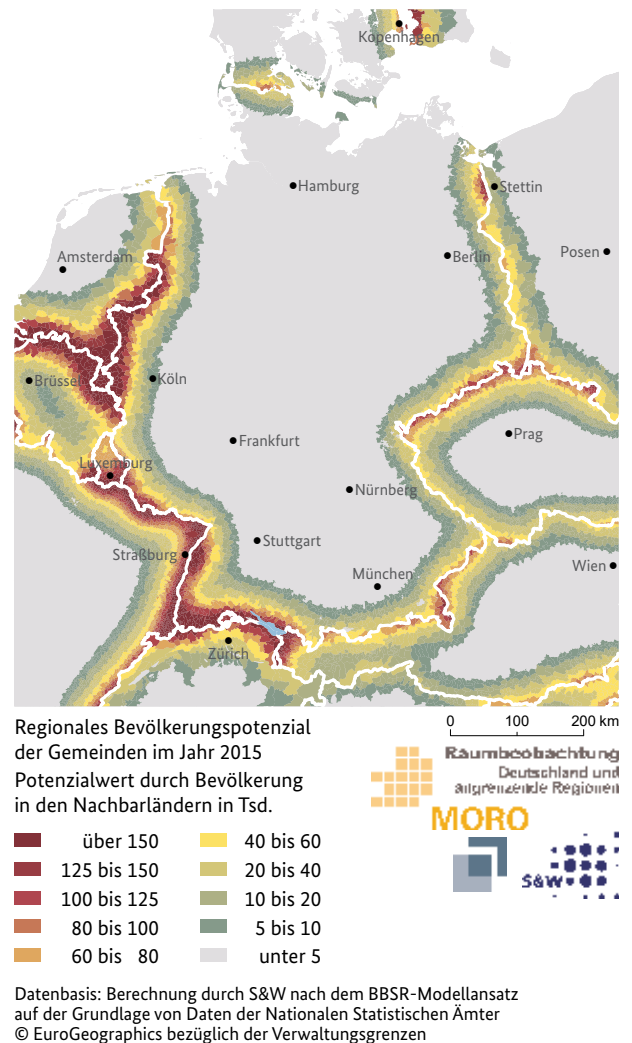 Kopenhagen
Hamburg
Stettin
Amsterdam
Berlin
Posen
Brüssel
Köln
Prag
Frankfurt
Luxemburg
Nürnberg
Straßburg
Stuttgart
Wien
München
Zürich
0 100 200 km
Regionales Bevölkerungspotenzial
der Gemeinden im Jahr 2015
Potenzialwert durch Bevölkerung
in den Nachbarländern in Tsd.
Raumbeobachtung
Deutschland und
angrenzende Regionen
MORO
S&W
über 150
125 bis 150
100 bis 125
80 bis 100
60 bis 80
40 bis 60
20 bis 40
10 bis 20
5 bis 10
unter 5
Datenbasis: Berechnung durch S&W nach dem BBSR-Modellansatz
auf der Grundlage von Daten der Nationalen Statistischen Ämter
© EuroGeographics bezüglich der Verwaltungsgrenzen